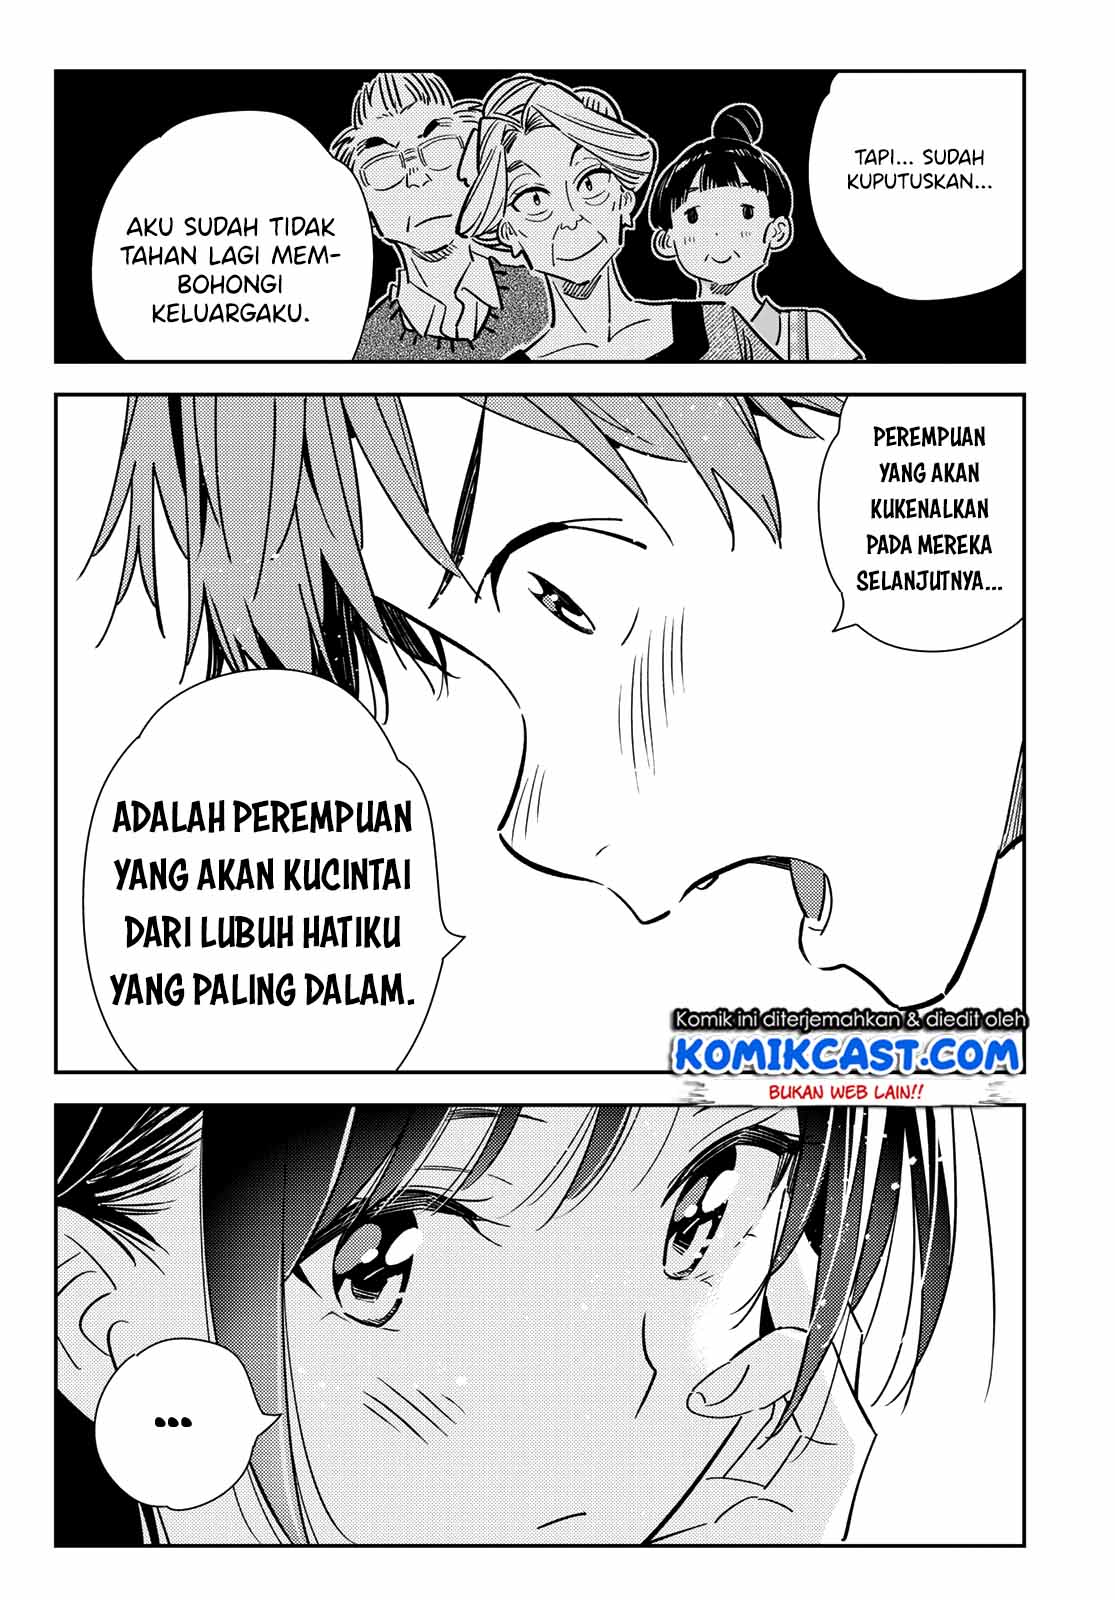 TAPI... SUDAH
KUPUTUSKAN...
AKU SUDAH TIDAK
TAHAN LAGI MEM-
BOHONGI
KELUARGAKU.
PEREMPUAN
YANG AKAN
KUKENALKAN
PADA MEREKA
SELANJUTNYA...
ADALAH PEREMPUAN
YANG AKAN KUCINTAI
DARI LUBUH HATIKU
YANG PALING DALAM.
Komik ini diterjemahkan & diedit oleh
KOMIKCAST.COM
BUKAN WEB LAIN!!
...